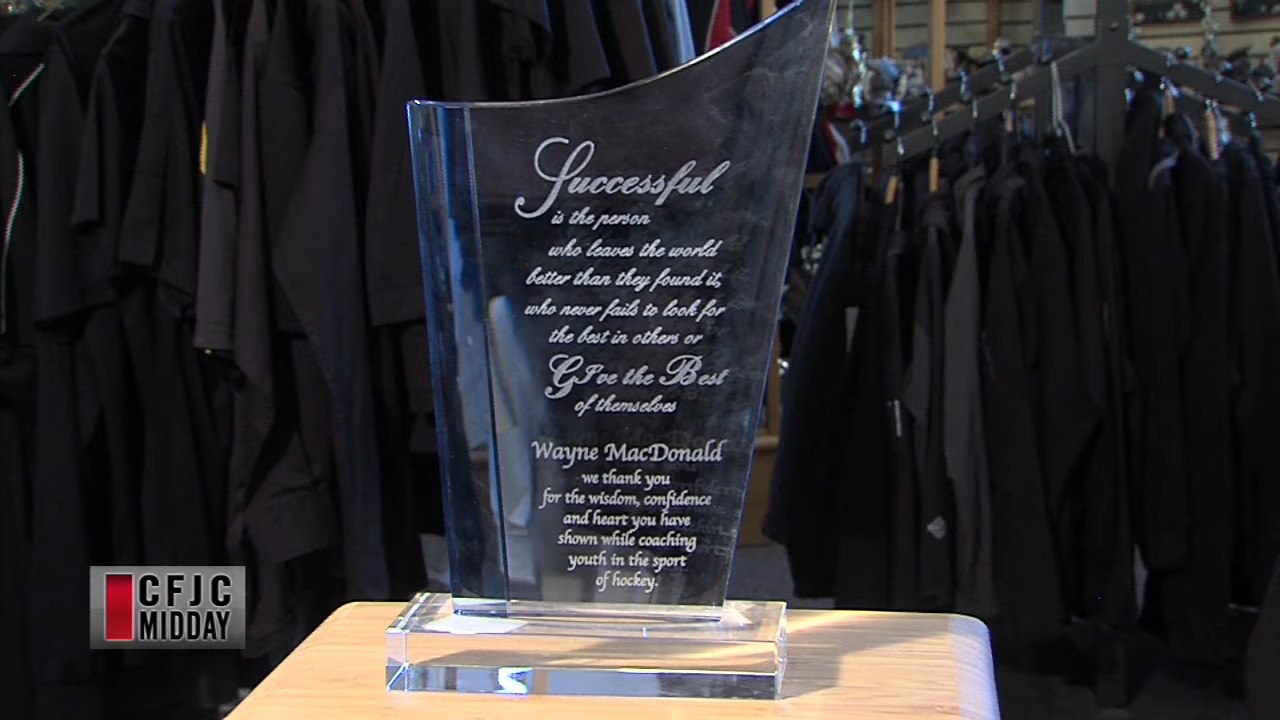 Successful
is the person
who leaves the world
better than they found it,
who never fails to look for
the best in others or
GIve the Best
of themselves
Wayne MacDonald
we thank you
for the wisdom, confidence
and heart you have
shown while coaching
youth in the sport
of hockey.
CFJC
MIDDAY